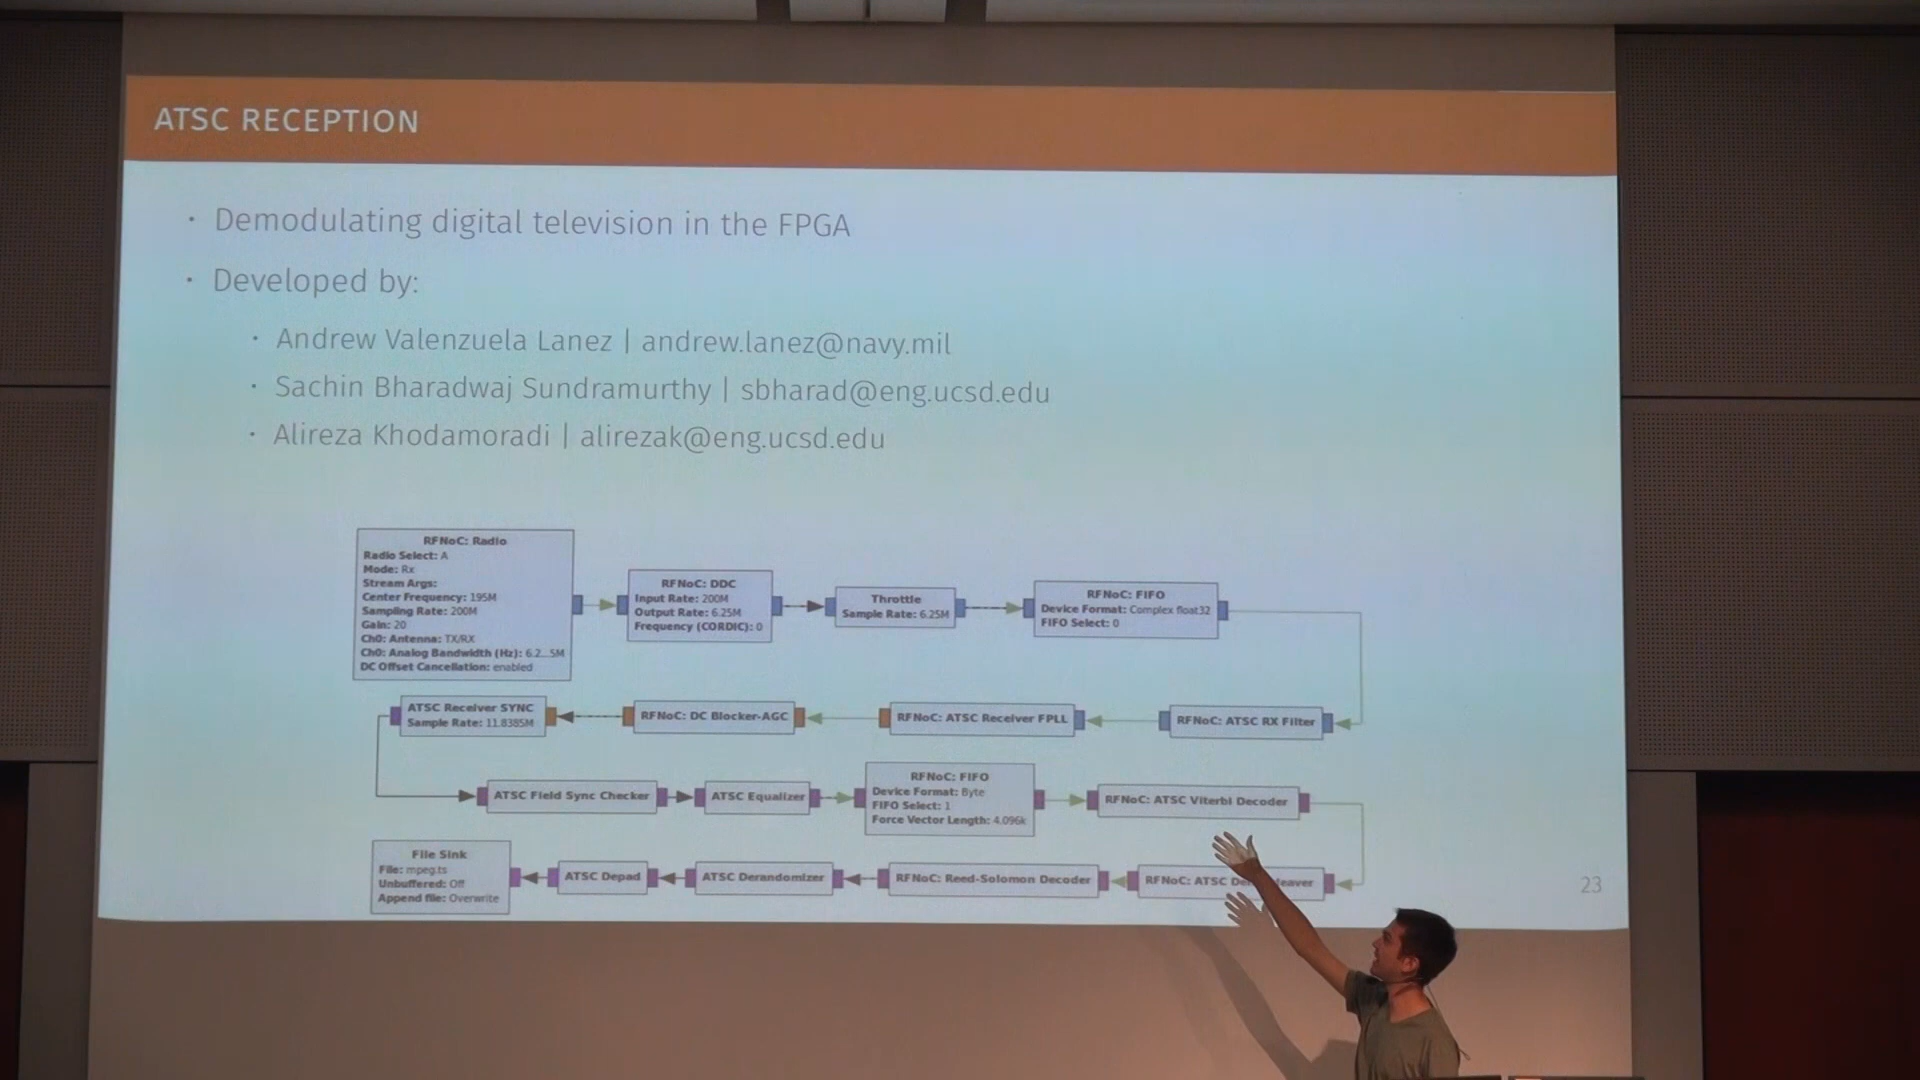 ATSC RECEPTION
· Demodulating digital television in the FPGA
· Developed by:
· Andrew Valenzuela Lanez | andrew.lanez@navy.mil
· Sachin Bharadwaj Sundramurthy | sbharad@eng.ucsd.edu
· Alireza Khodamoradi | alirezak@eng.ucsd.edu
RFNoC: Radio
Radio Select: A
Mode: Rx
Stream Args:
Center Frequency: 195M
Sampling Rate: 200M
Gain: 20
Ch0: Antenna: TX/RX
Ch0: Analog Bandwidth (Hz): 6.2...5M
DC Offset Cancellation: enabled
RFNoC: DDC
Input Rate: 200M
Output Rate: 6.25M
Frequency (CORDIC): 0
Throttle
Sample Rate: 6.25M
RFNoC: FIFO
Device Format: Complex float32
FIFO Select: 0
ATSC Receiver SYNC
Sample Rate: 11.8385M
RFNoC: DC Blocker-AGC
RFNoC: ATSC Receiver FPLL
RFNoC: ATSC RX Filter
ATSC Field Sync Checker
ATSC Equalizer
RFNoC: FIFO
Device Format: Byte
FIFO Select: 1
Force Vector Length: 4.096k
RFNoC: ATSC Viterbi Decoder
File Sink
File: mpeg.ts
Unbuffered: Off
Append file: Overwrite
ATSC Depad
ATSC Derandomizer
RFNoC: Reed-Solomon Decoder
RFNoC: ATSC
23